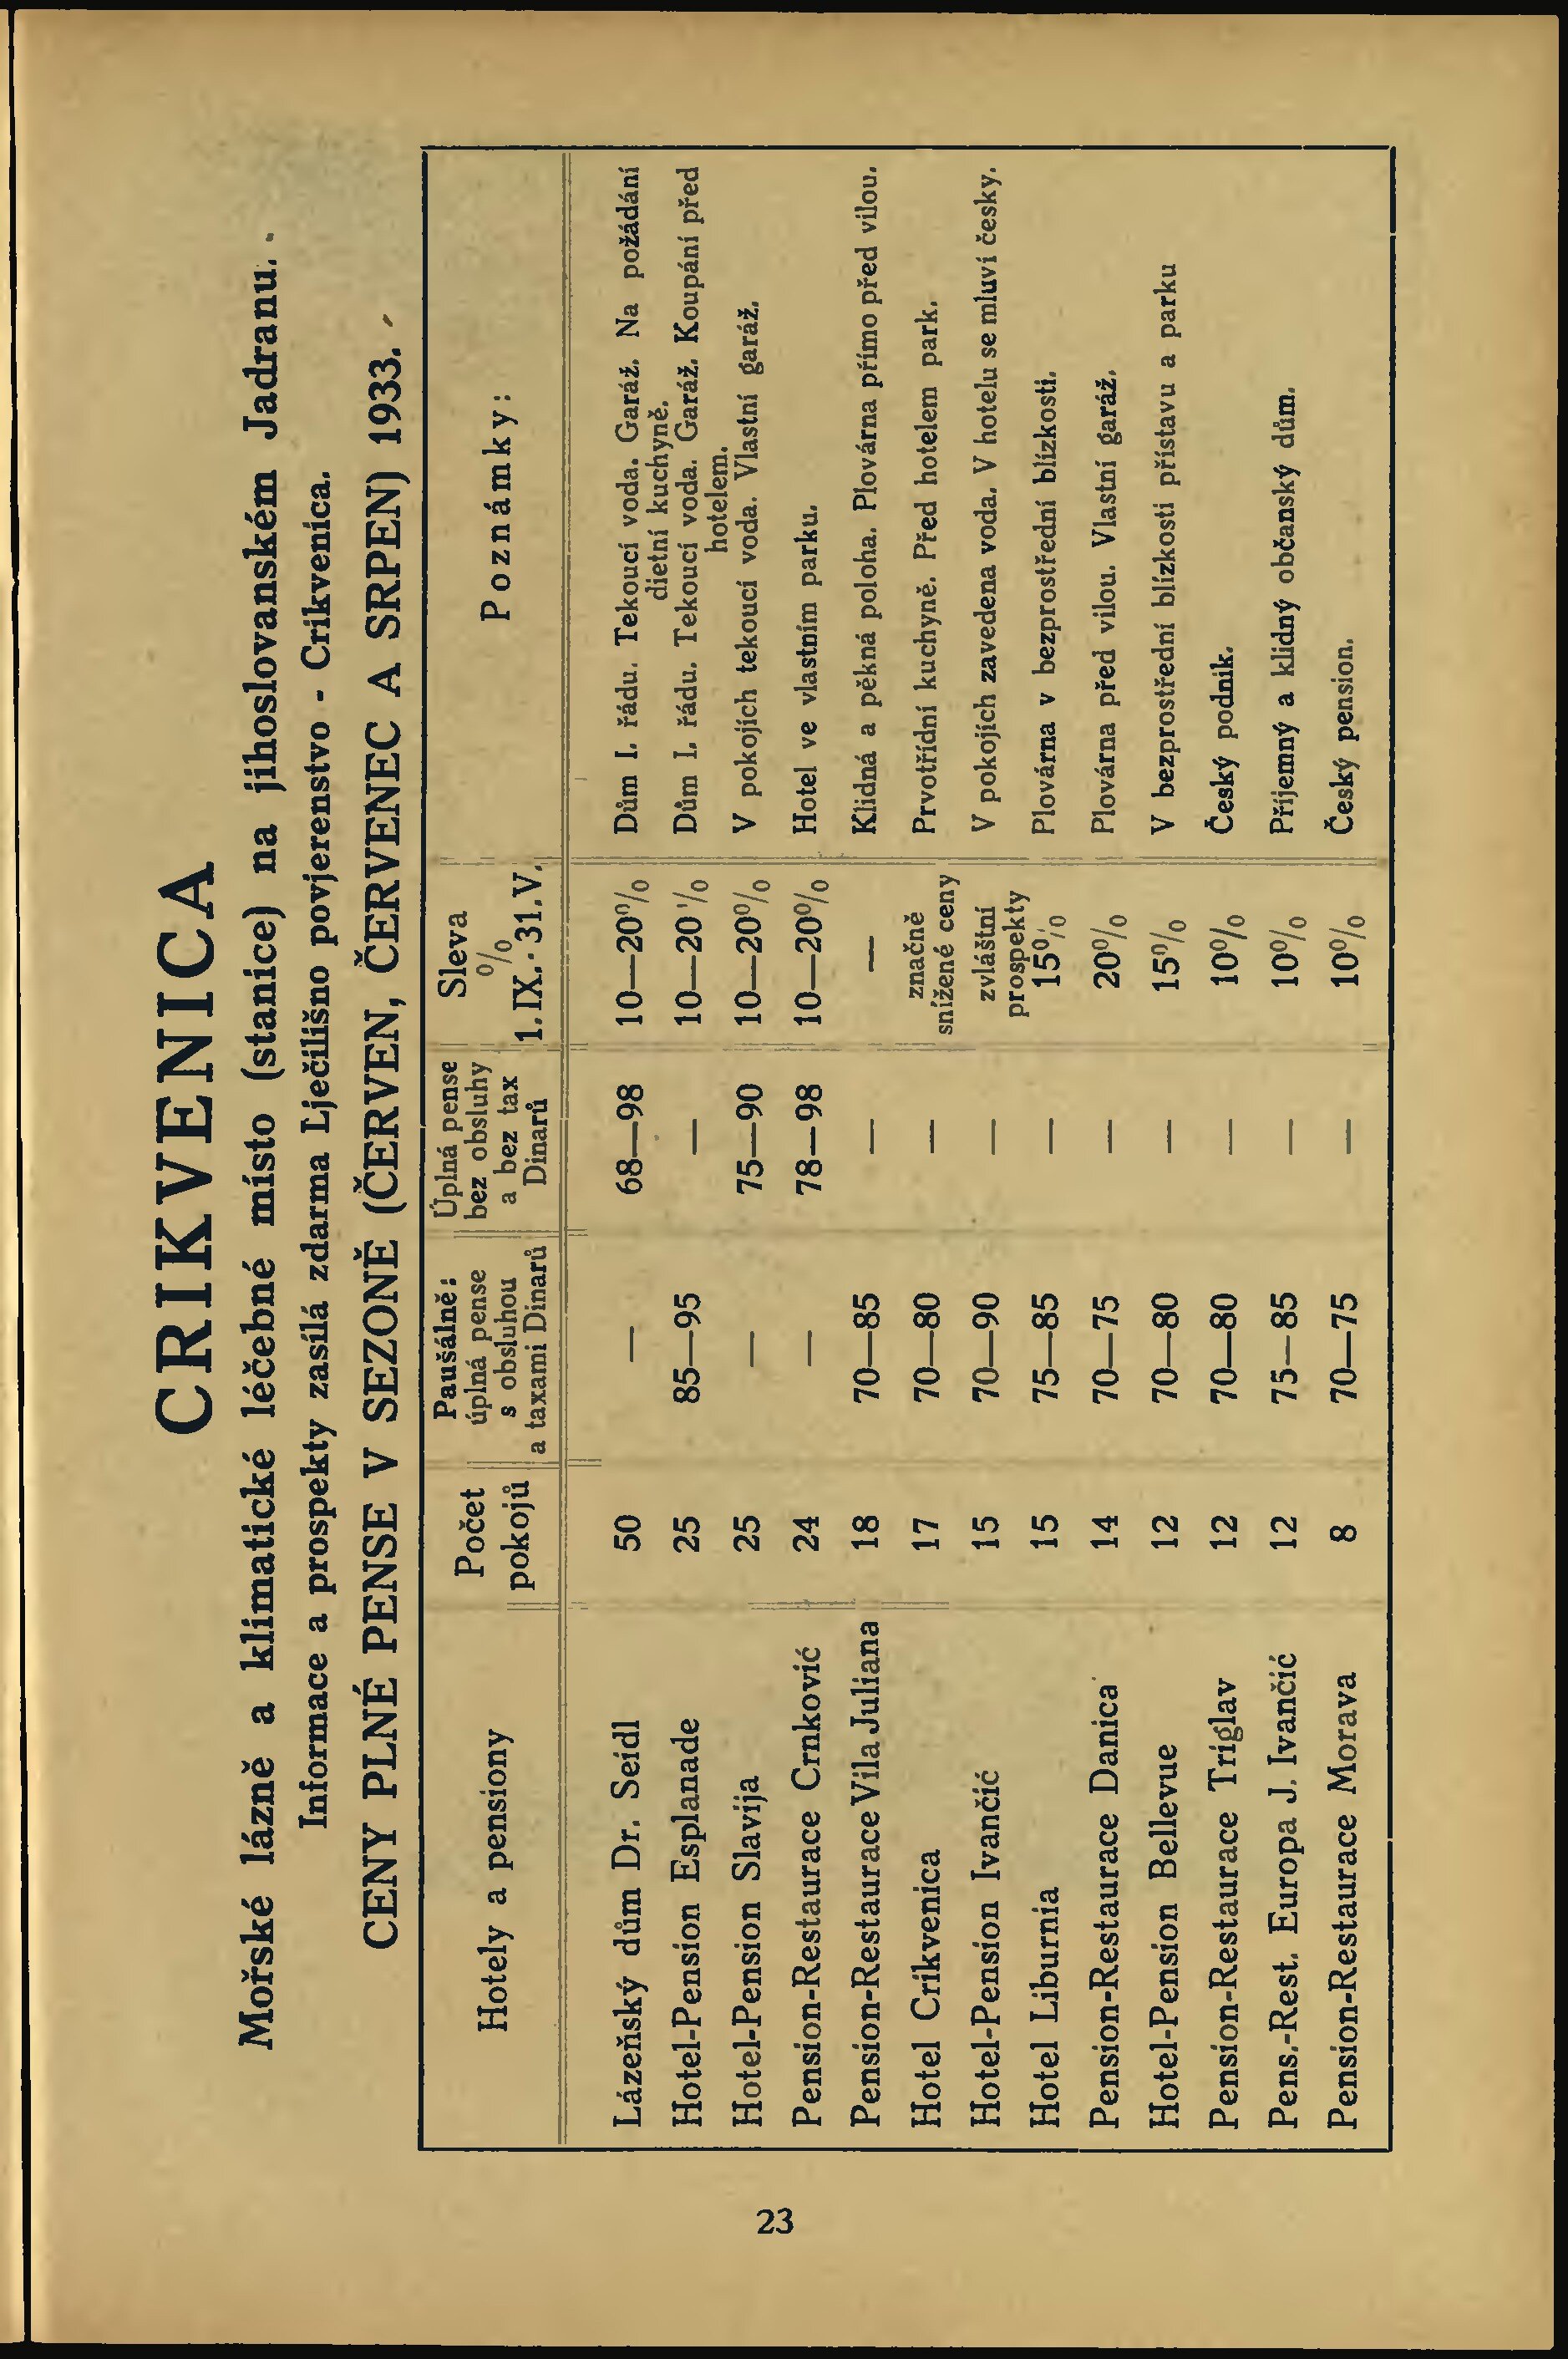 CRIKVENICA
Mořské lázně a klimatické léčebné místo (stanice) na jihoslovanském Jadranu.
Informace a prospekty zasílá zdarma Lječilišno povjerenstvo - Crikvenica.
CENY PLNÉ PENSE V SEZONĚ (ČERVEN, ČERVENEC A SRPEN) 1933.
Hotely a pensiony
Počet
pokojů
Paušálně:
úplná pense
s obsluhou
a taxami Dinarů
Úplná pense
bez obsluhy
a bez tax
Dinarů
Sleva
%
1. IX.·31. V.
Poznámky:
Lázeňský dům Dr. Seidl 50 — 68—98 10—20% Dům I. řádu. Tekoucí voda. Garáž. Na požádání
dietní kuchyně.
Hotel-Pension Esplanade 25 85—95 — 10—20% Dům I. řádu. Tekoucí voda. Garáž. Koupání před
hotelem.
Hotel-Pension Slavija 25 — 75—90 10—20% V pokojích tekoucí voda. Vlastní garáž.
Pension-Restaurace Crnković 24 — 78—98 10—20% Hotel ve vlastním parku.
Pension-Restaurace Vila Juliana 18 70—85 — — Klidná a pěkná poloha. Plovárna přímo před vilou.
Hotel Crikvenica 17 70—80 — značně
snížené ceny Prvotřídní kuchyně. Před hotelem park.
Hotel-Pension Ivančić 15 70—90 — zvláštní
prospekty V pokojích zavedena voda. V hotelu se mluví česky.
Hotel Liburnia 15 75—85 — 15% Plovárna v bezprostřední blízkosti.
Pension-Restaurace Danica 14 70—75 — 20% Plovárna před vilou. Vlastní garáž.
Hotel-Pension Bellevue 12 70—80 — 15% V bezprostřední blízkosti přístavu a parku
Pension-Restaurace Triglav 12 70—80 — 10% Český podnik.
Pens.-Rest. Europa J. Ivančić 12 75—85 — 10% Příjemný a klidný občanský dům.
Pension-Restaurace Morava 8 70—75 — 10% Český pension.
23